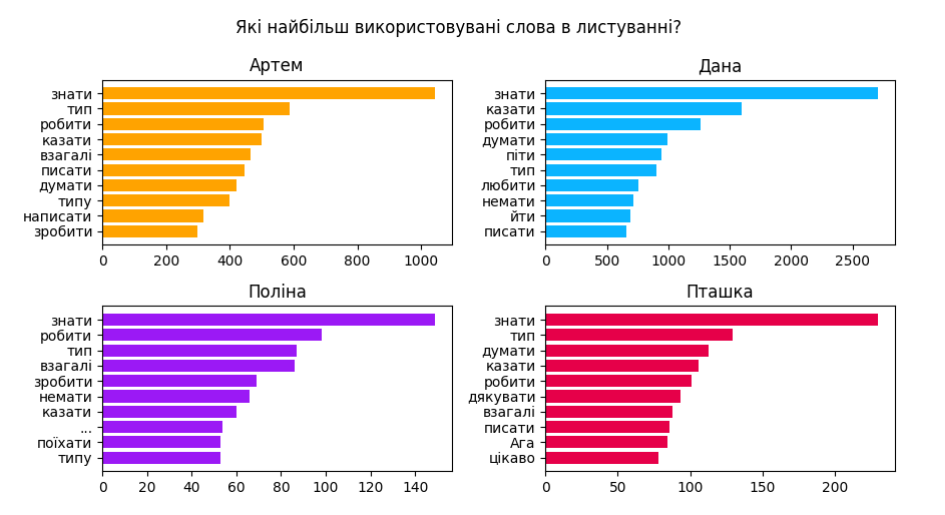 Які найбільш використовувані слова в листуванні?
Артем
знати
тип
робити
казати
взагалі
писати
думати
типу
написати
зробити
0 200 400 600 800 1000
Дана
знати
казати
робити
думати
піти
тип
любити
немати
йти
писати
0 500 1000 1500 2000 2500
Поліна
знати
робити
тип
взагалі
зробити
немати
казати
...
поїхати
типу
0 20 40 60 80 100 120 140
Пташка
знати
тип
думати
казати
робити
дякувати
взагалі
писати
Ага
цікаво
0 50 100 150 200